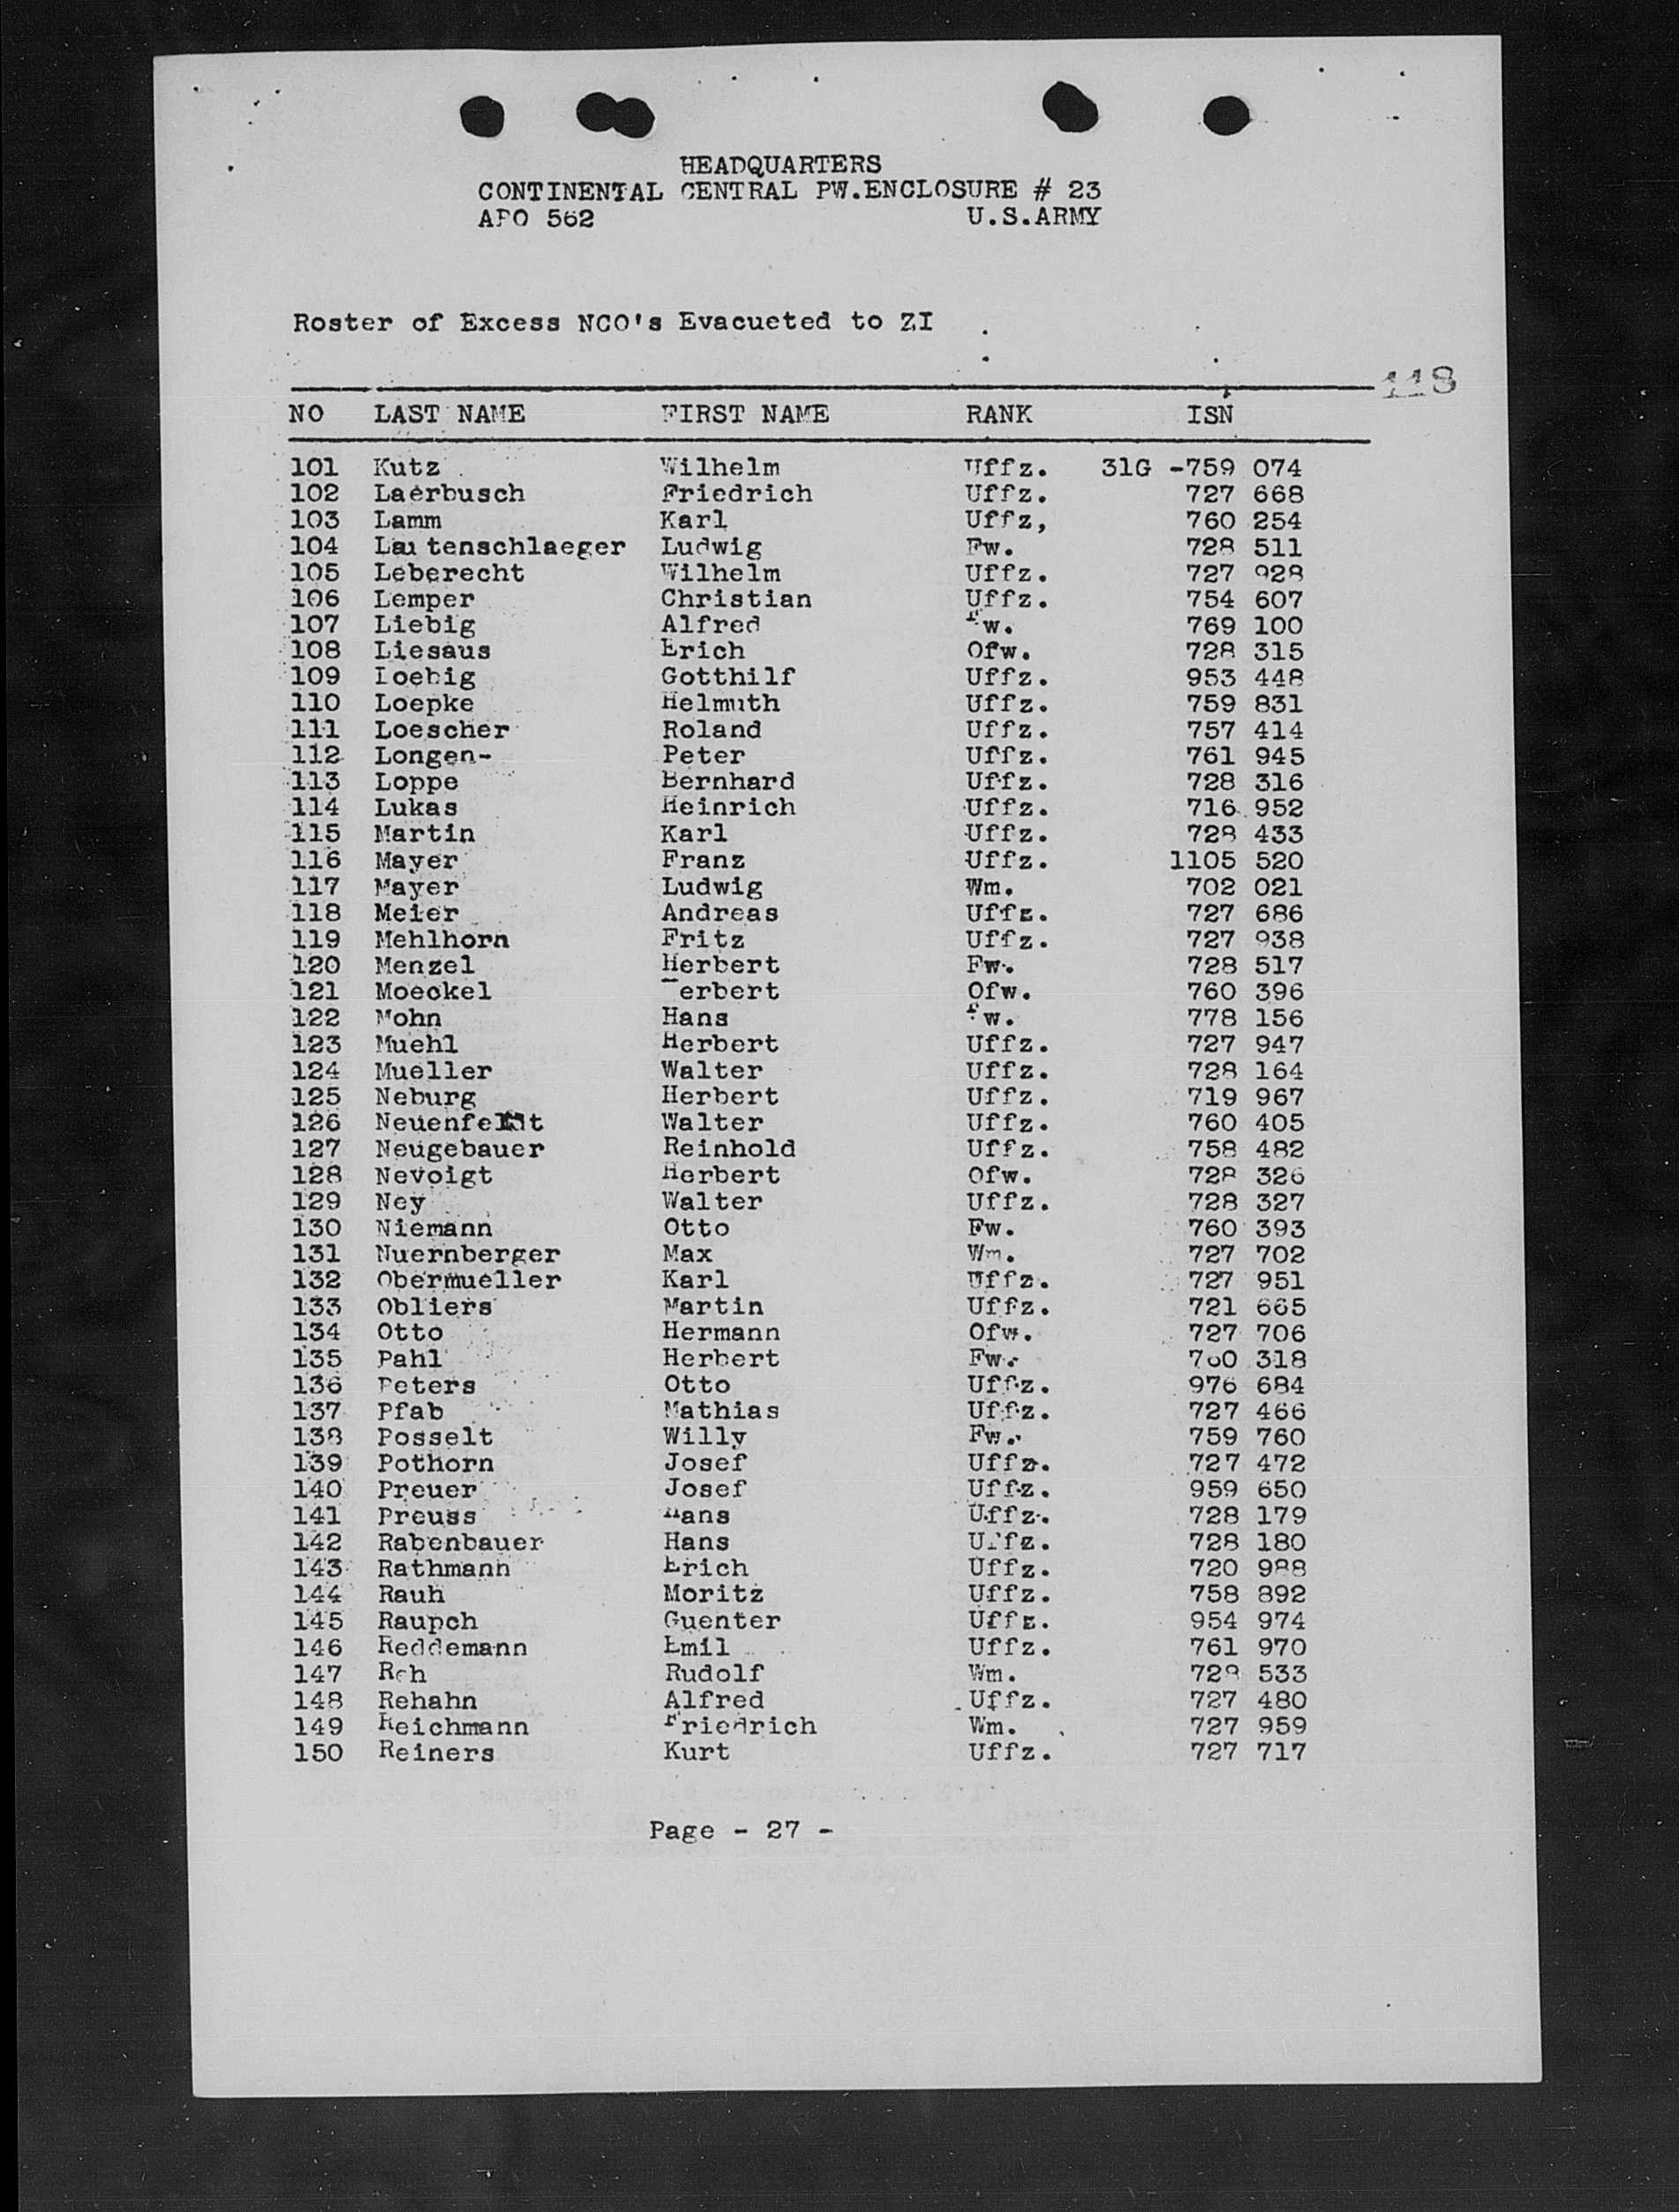 HEADQUARTERS
CONTINENTAL CENTRAL PW.ENCLOSURE # 23
APO 562 U.S.ARMY
Roster of Excess NCO's Evacueted to ZI
118
NO LAST NAME FIRST NAME RANK ISN
101 Kutz Wilhelm Uffz. 31G -759 074
102 Laerbusch Friedrich Uffz. 727 668
103 Lamm Karl Uffz, 760 254
104 Lautenschlaeger Ludwig Fw. 728 511
105 Leberecht Wilhelm Uffz. 727 928
106 Lemper Christian Uffz. 754 607
107 Liebig Alfred Fw. 769 100
108 Liesaus Erich Ofw. 728 315
109 Loebig Gotthilf Uffz. 953 448
110 Loepke Helmuth Uffz. 759 831
111 Loescher Roland Uffz. 757 414
112 Longen- Peter Uffz. 761 945
113 Loppe Bernhard Uffz. 728 316
114 Lukas Heinrich Uffz. 716 952
115 Martin Karl Uffz. 728 433
116 Mayer Franz Uffz. 1105 520
117 Mayer Ludwig Wm. 702 021
118 Meier Andreas Uffz. 727 686
119 Mehlhorn Fritz Uffz. 727 938
120 Menzel Herbert Fw. 728 517
121 Moeckel Herbert Ofw. 760 396
122 Mohn Hans Fw. 778 156
123 Muehl Herbert Uffz. 727 947
124 Mueller Walter Uffz. 728 164
125 Neburg Herbert Uffz. 719 967
126 Walter Uffz. 760 405
127 Neugebauer Reinhold Uffz. 758 482
128 Nevoigt Herbert Ofw. 728 326
129 Ney Walter Uffz. 728 327
130 Niemann Otto Fw. 760 393
131 Nuernberger Max Wm. 727 702
132 Obermueller Karl Uffz. 727 951
133 Obliers Martin Uffz. 721 665
134 Otto Hermann Ofw. 727 706
135 Pahl Herbert Fw. 760 318
136 Peters Otto Uffz. 976 684
137 Pfab Mathias Uffz. 727 466
138 Posselt Willy Fw. 759 760
139 Pothorn Josef Uffz. 727 472
140 Preuer Josef Uffz. 959 650
141 Preuss Hans Uffz. 728 179
142 Rabenbauer Hans Uffz. 728 180
143 Rathmann Erich Uffz. 720 988
144 Rauh Moritz Uffz. 758 892
145 Raupch Guenter Uffz. 954 974
146 Reddemann Emil Uffz. 761 970
147 Reh Rudolf Wm. 728 533
148 Rehahn Alfred Uffz. 727 480
149 Reichmann Friedrich Wm. 727 959
150 Reiners Kurt Uffz. 727 717
Page - 27 -